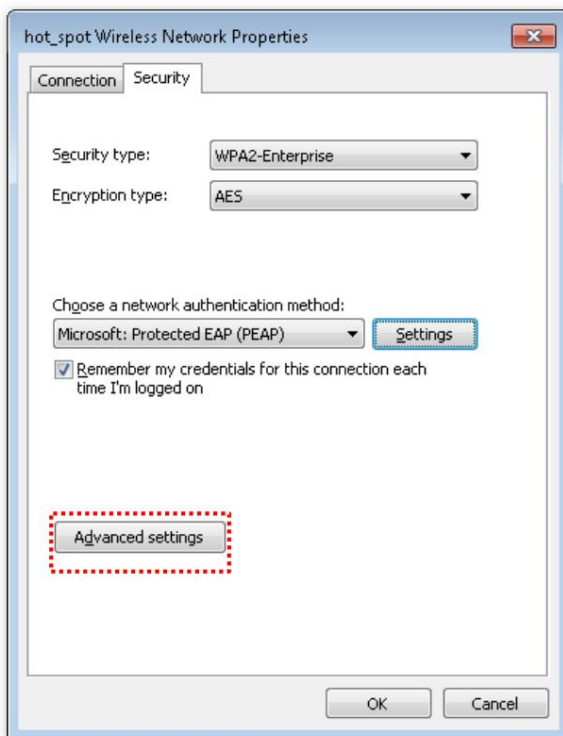 hot_spot Wireless Network Properties
Connection
Security
Security type:
WPA2-Enterprise
Encryption type:
AES
Choose a network authentication method:
Microsoft: Protected EAP (PEAP)
Settings
Remember my credentials for this connection each
time I'm logged on
Advanced settings
OK
Cancel